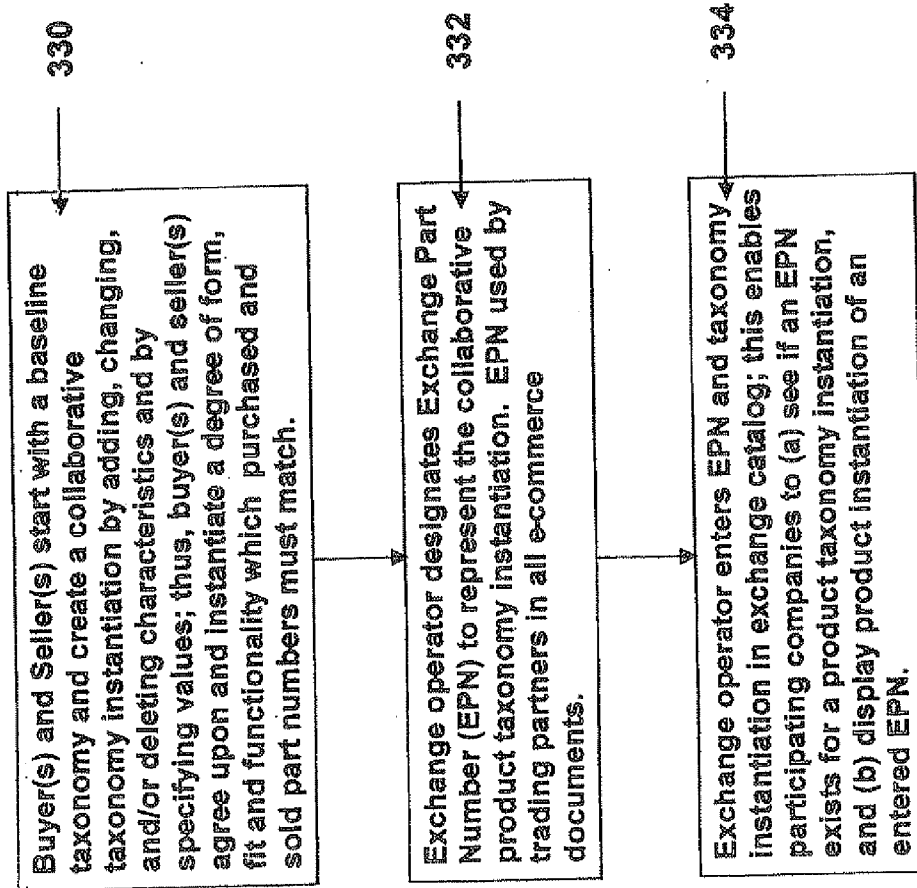 Buyer(s) and Seller(s) start with a baseline
taxonomy and create a collaborative
taxonomy instantiation by adding, changing,
and/or deleting characteristics and by
specifying values; thus, buyer(s) and seller(s)
agree upon and instantiate a degree of form,
fit and functionality which purchased and
sold part numbers must match.
330
Exchange operator designates Exchange Part
Number (EPN) to represent the collaborative
product taxonomy instantiation. EPN used by
trading partners in all e-commerce
documents.
332
Exchange operator enters EPN and taxonomy
instantiation in exchange catalog; this enables
participating companies to (a) see if an EPN
exists for a product taxonomy instantiation,
and (b) display product instantiation of an
entered EPN.
334